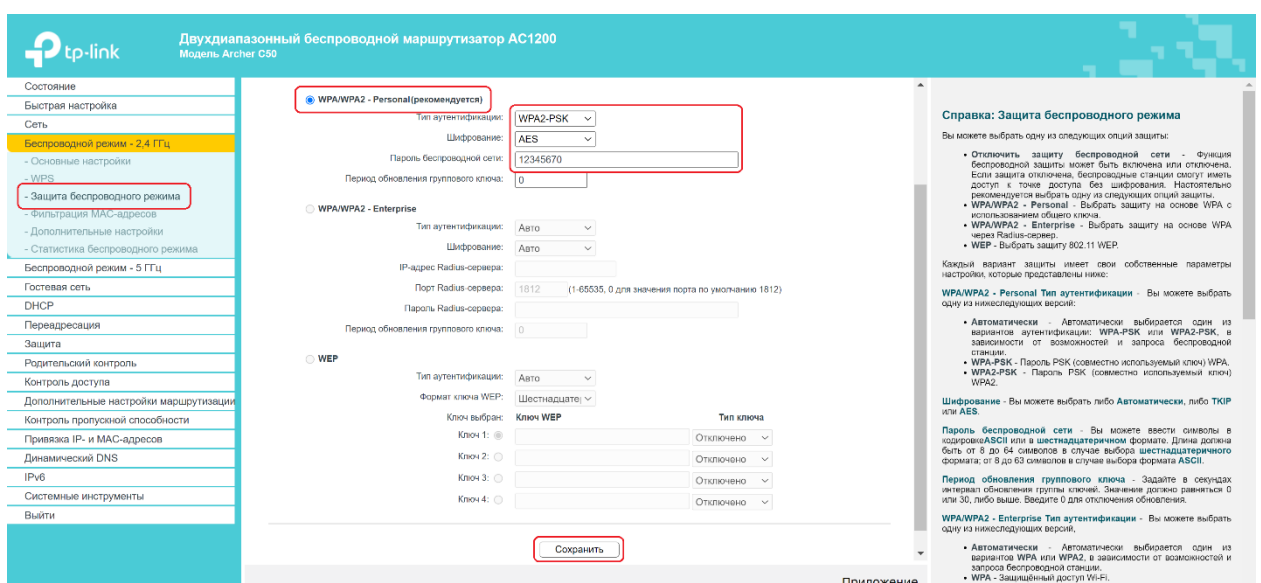 tp-link
Двухдиапазонный беспроводной маршрутизатор AC1200
Модель Archer C50
Состояние
Быстрая настройка
Сеть
Беспроводной режим - 2,4 ГГц
- Основные настройки
- WPS
- Защита беспроводного режима
- Фильтрация MAC-адресов
- Дополнительные настройки
- Статистика беспроводного режима
Беспроводной режим - 5 ГГц
Гостевая сеть
DHCP
Переадресация
Защита
Родительский контроль
Контроль доступа
Дополнительные настройки маршрутизации
Контроль пропускной способности
Привязка IP- и MAC-адресов
Динамический DNS
IPv6
Системные инструменты
Выйти
WPA/WPA2 - Personal(рекомендуется)
Тип аутентификации: WPA2-PSK
Шифрование: AES
Пароль беспроводной сети: 12345670
Период обновления группового ключа: 0
WPA/WPA2 - Enterprise
Тип аутентификации: Авто
Шифрование: Авто
IP-адрес Radius-сервера:
Порт Radius-сервера: 1812 (1-65535, 0 для значения порта по умолчанию 1812)
Пароль Radius-сервера:
Период обновления группового ключа: 0
WEP
Тип аутентификации: Авто
Формат ключа WEP: Шестнадцатер
Ключ выбран: Ключ WEP Тип ключа
Ключ 1: Отключено
Ключ 2: Отключено
Ключ 3: Отключено
Ключ 4: Отключено
Сохранить
Приложение
Справка: Защита беспроводного режима
Вы можете выбрать одну из следующих опций защиты:
• Отключить защиту беспроводной сети - Функция
беспроводной защиты может быть включена или отключена.
Если защита отключена, беспроводные станции смогут иметь
доступ к точке доступа без шифрования. Настоятельно
рекомендуется выбрать одну из следующих опций защиты.
• WPA/WPA2 - Personal - Выбрать защиту на основе WPA с
использованием общего ключа.
• WPA/WPA2 - Enterprise - Выбрать защиту на основе WPA
через Radius-сервер.
• WEP - Выбрать защиту 802.11 WEP.
Каждый вариант защиты имеет свои собственные параметры
настройки, которые представлены ниже:
WPA/WPA2 - Personal Тип аутентификации - Вы можете выбрать
одну из нижеследующих версий:
• Автоматически - Автоматически выбирается один из
вариантов аутентификации: WPA-PSK или WPA2-PSK, в
зависимости от возможностей и запроса беспроводной
станции.
• WPA-PSK - Пароль PSK (совместно используемый ключ) WPA.
• WPA2-PSK - Пароль PSK (совместно используемый ключ)
WPA2.
Шифрование - Вы можете выбрать либо Автоматически, либо TKIP
или AES.
Пароль беспроводной сети - Вы можете ввести символы в
кодировкеASCII или в шестнадцатеричном формате. Длина должна
быть от 8 до 64 символов в случае выбора шестнадцатеричного
формата; от 8 до 63 символов в случае выбора формата ASCII.
Период обновления группового ключа - Задайте в секундах
интервал обновления группы ключей. Значение должно равняться 0
или 30, либо выше. Введите 0 для отключения обновления.
WPA/WPA2 - Enterprise Тип аутентификации - Вы можете выбрать
одну из нижеследующих версий,
• Автоматически - Автоматически выбирается один из
вариантов WPA или WPA2, в зависимости от возможностей и
запроса беспроводной станции.
• WPA - Защищённый доступ Wi-Fi.